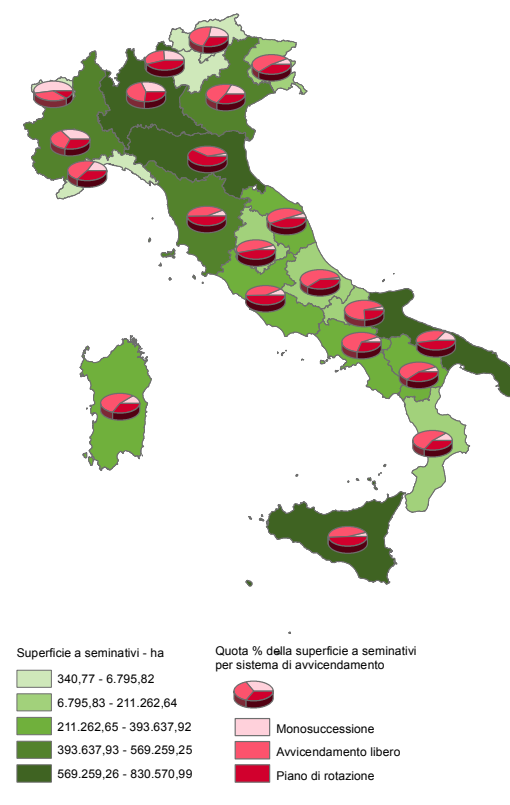 Superficie a seminativi - ha
340,77 - 6.795,82
6.795,83 - 211.262,64
211.262,65 - 393.637,92
393.637,93 - 569.259,25
569.259,26 - 830.570,99
Quota % della superficie a seminativi
per sistema di avvicendamento
Monosuccessione
Avvicendamento libero
Piano di rotazione